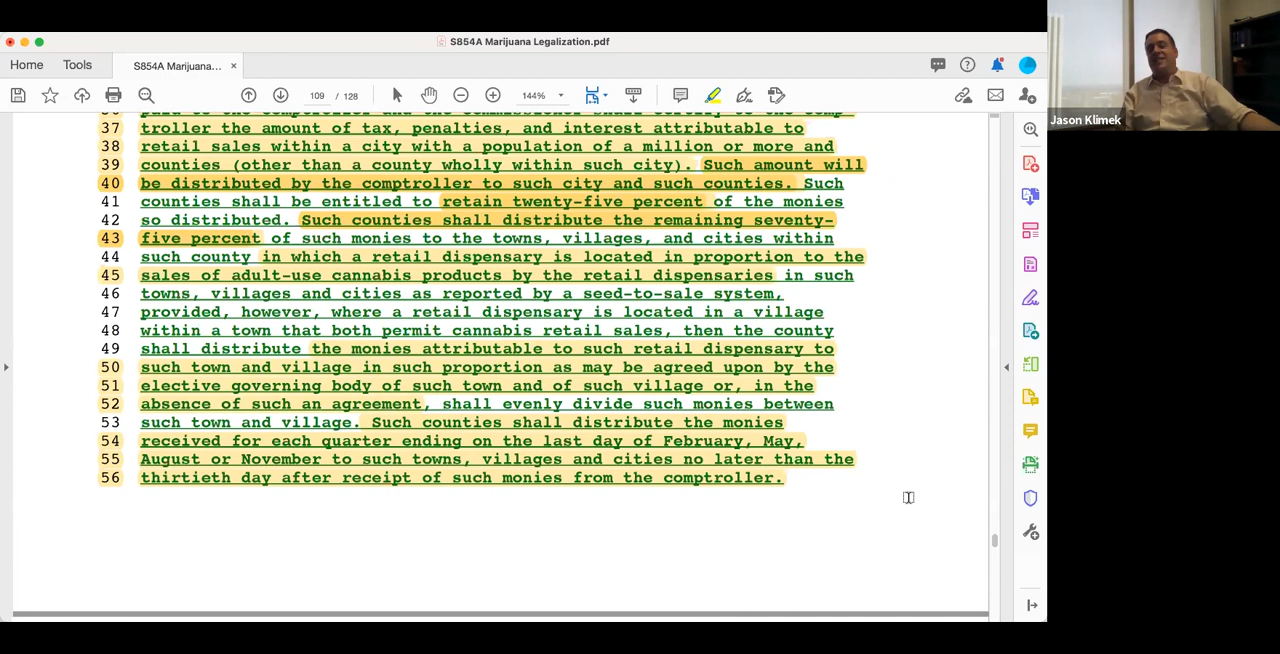 S854A Marijuana Legalization.pdf
Home Tools S854A Marijuana... ×
109 / 128 144%
37 troller the amount of tax, penalties, and interest attributable to
38 retail sales within a city with a population of a million or more and
39 counties (other than a county wholly within such city). Such amount will
40 be distributed by the comptroller to such city and such counties. Such
41 counties shall be entitled to retain twenty-five percent of the monies
42 so distributed. Such counties shall distribute the remaining seventy-
43 five percent of such monies to the towns, villages, and cities within
44 such county in which a retail dispensary is located in proportion to the
45 sales of adult-use cannabis products by the retail dispensaries in such
46 towns, villages and cities as reported by a seed-to-sale system,
47 provided, however, where a retail dispensary is located in a village
48 within a town that both permit cannabis retail sales, then the county
49 shall distribute the monies attributable to such retail dispensary to
50 such town and village in such proportion as may be agreed upon by the
51 elective governing body of such town and of such village or, in the
52 absence of such an agreement, shall evenly divide such monies between
53 such town and village. Such counties shall distribute the monies
54 received for each quarter ending on the last day of February, May,
55 August or November to such towns, villages and cities no later than the
56 thirtieth day after receipt of such monies from the comptroller.
Jason Klimek